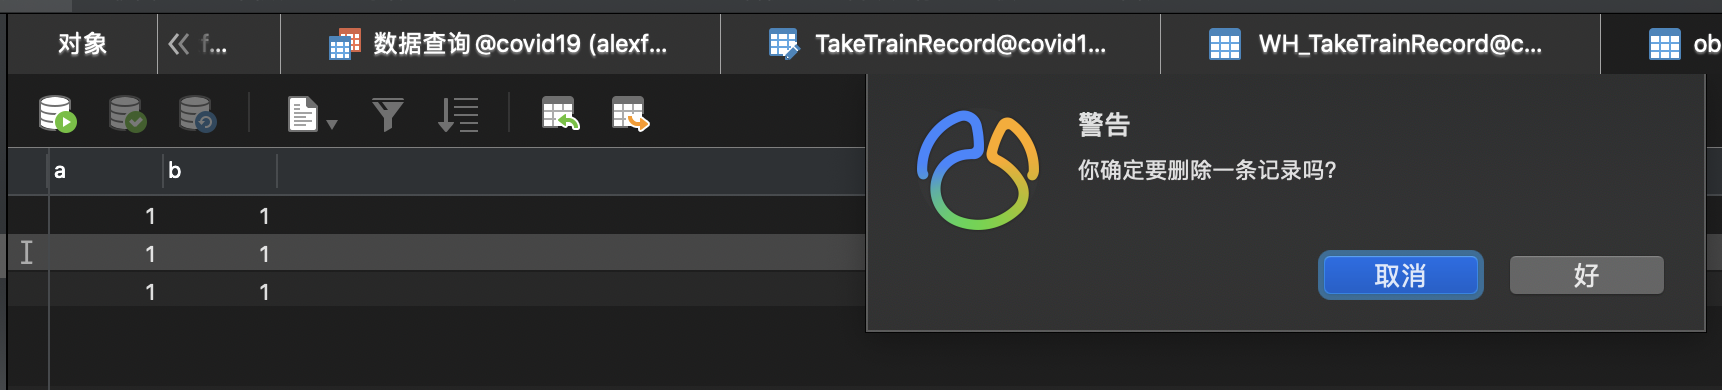 对象
f...
数据查询@covid19 (alexf...
TakeTrainRecord@covid1...
WH_TakeTrainRecord@c...
ob
警告
你确定要删除一条记录吗?
取消
好
a b
1 1
1 1
1 1